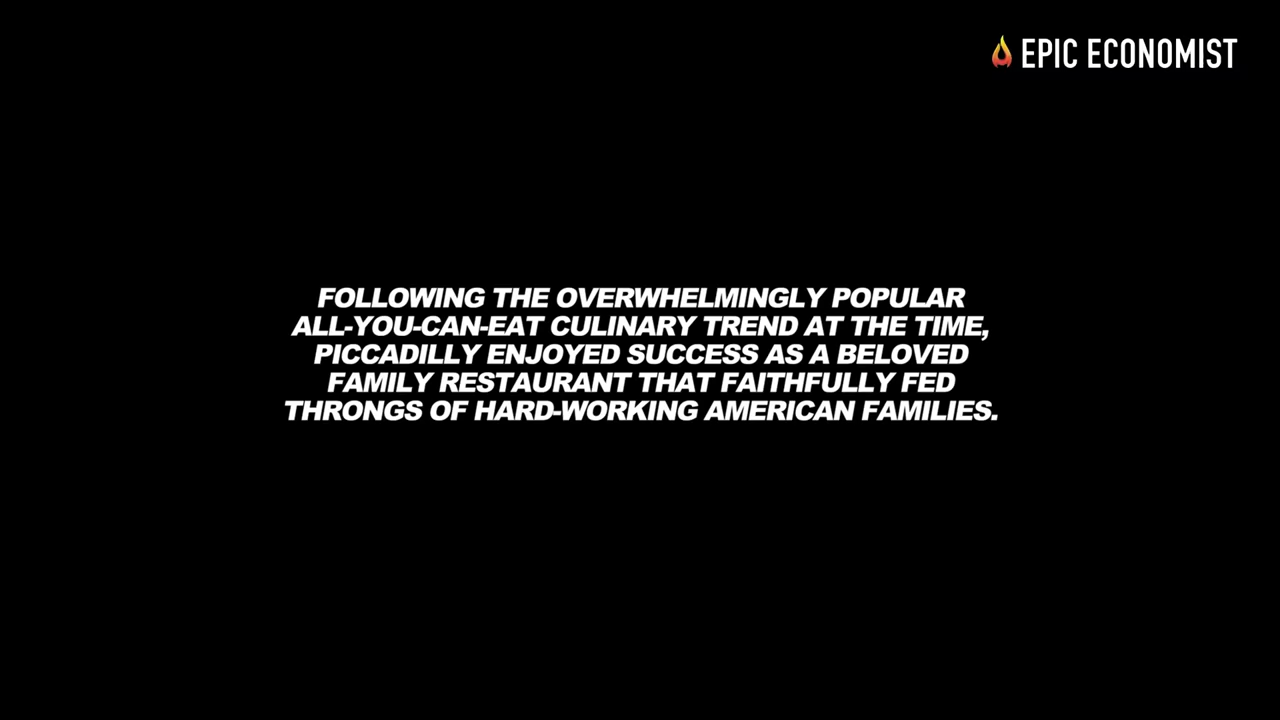 EPIC ECONOMIST
FOLLOWING THE OVERWHELMINGLY POPULAR
ALL-YOU-CAN-EAT CULINARY TREND AT THE TIME,
PICCADILLY ENJOYED SUCCESS AS A BELOVED
FAMILY RESTAURANT THAT FAITHFULLY FED
THRONGS OF HARD-WORKING AMERICAN FAMILIES.